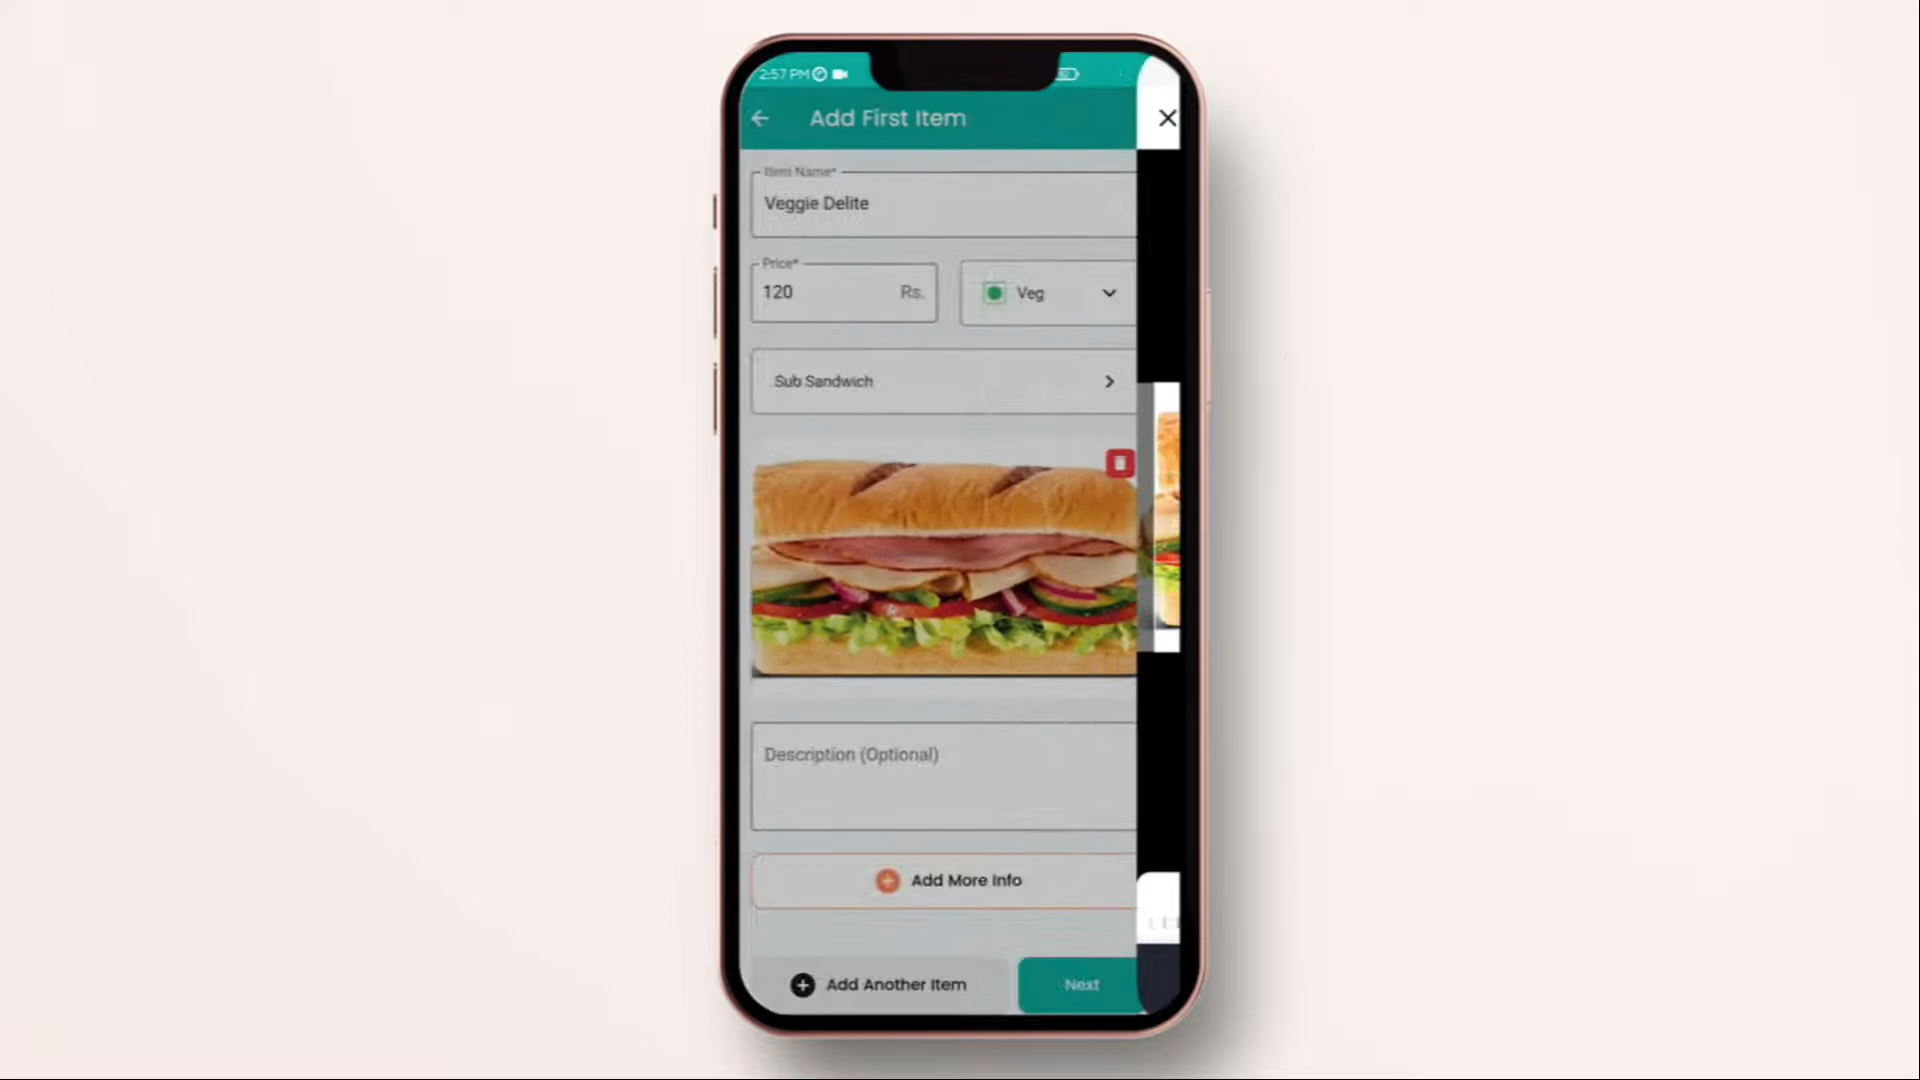 2:57 PM
Add First Item
Item Name*
Veggie Delite
Price*
120 Rs.
Veg
Sub Sandwich
Description (Optional)
Add More Info
Add Another Item
Next